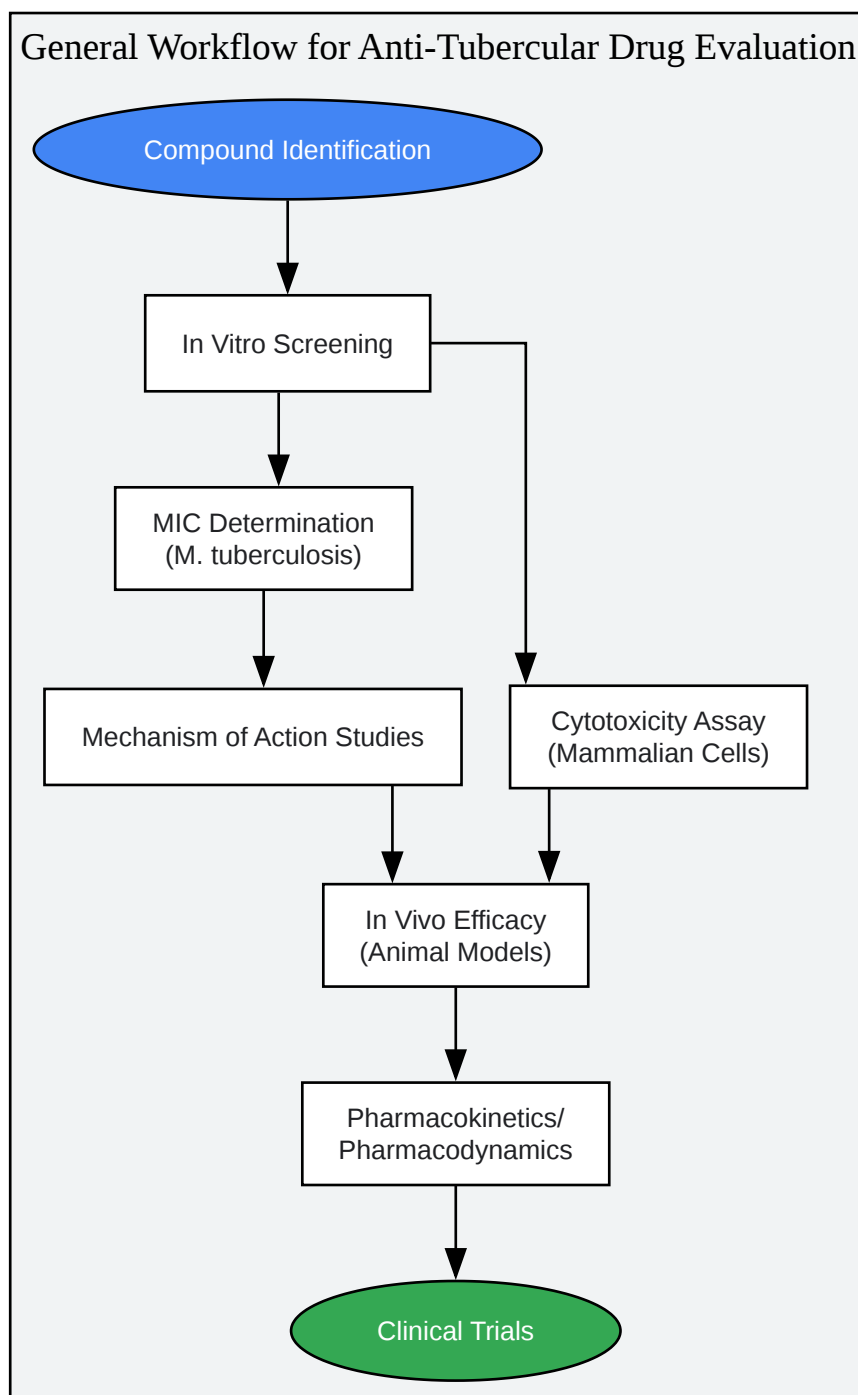 General Workflow for Anti-Tubercular Drug Evaluation
Compound Identification
In Vitro Screening
MIC Determination
(M. tuberculosis)
Mechanism of Action Studies
Cytotoxicity Assay
(Mammalian Cells)
In Vivo Efficacy
(Animal Models)
Pharmacokinetics/
Pharmacodynamics
Clinical Trials